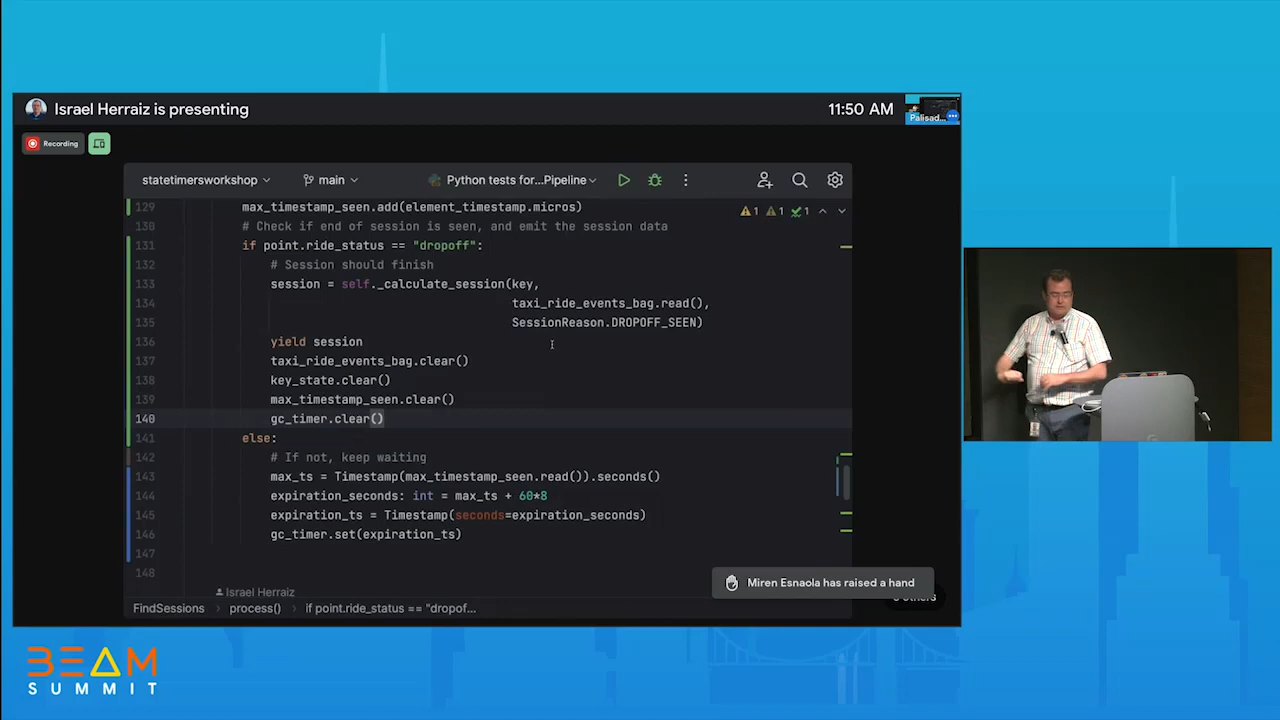 Israel Herraiz is presenting
11:50 AM
Palisad...
Recording
statetimersworkshop
main
Python tests for...Pipeline
129 max_timestamp_seen.add(element_timestamp.micros)
1 1 1
130 # Check if end of session is seen, and emit the session data
131 if point.ride_status == "dropoff":
132 # Session should finish
133 session = self._calculate_session(key,
134 taxi_ride_events_bag.read(),
135 SessionReason.DROPOFF_SEEN)
136 yield session
137 taxi_ride_events_bag.clear()
138 key_state.clear()
139 max_timestamp_seen.clear()
140 gc_timer.clear()
141 else:
142 # If not, keep waiting
143 max_ts = Timestamp(max_timestamp_seen.read()).seconds()
144 expiration_seconds: int = max_ts + 60*8
145 expiration_ts = Timestamp(seconds=expiration_seconds)
146 gc_timer.set(expiration_ts)
147
148
Miren Esnaola has raised a hand
others
Israel Herraiz
FindSessions › process() › if point.ride_status == "dropof...
BEAM
SUMMIT